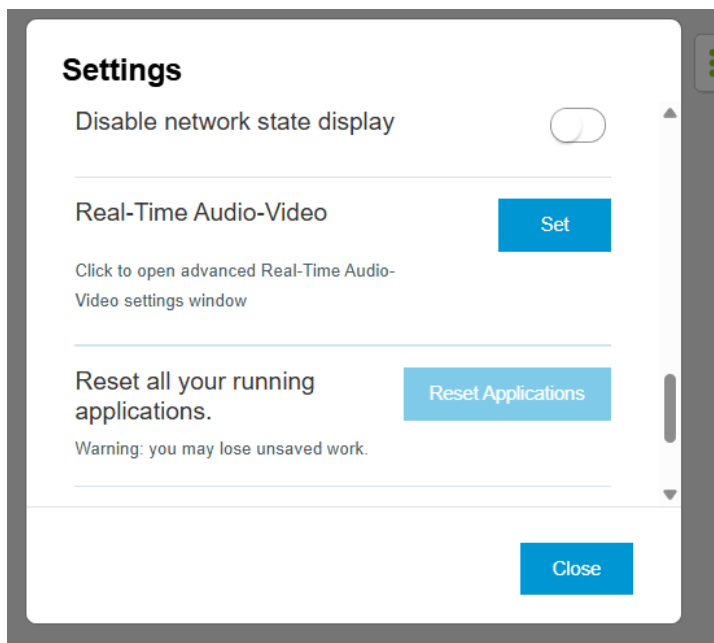 Settings
Disable network state display
Real-Time Audio-Video
Set
Click to open advanced Real-Time Audio-
Video settings window
Reset all your running
applications.
Reset Applications
Warning: you may lose unsaved work.
Close